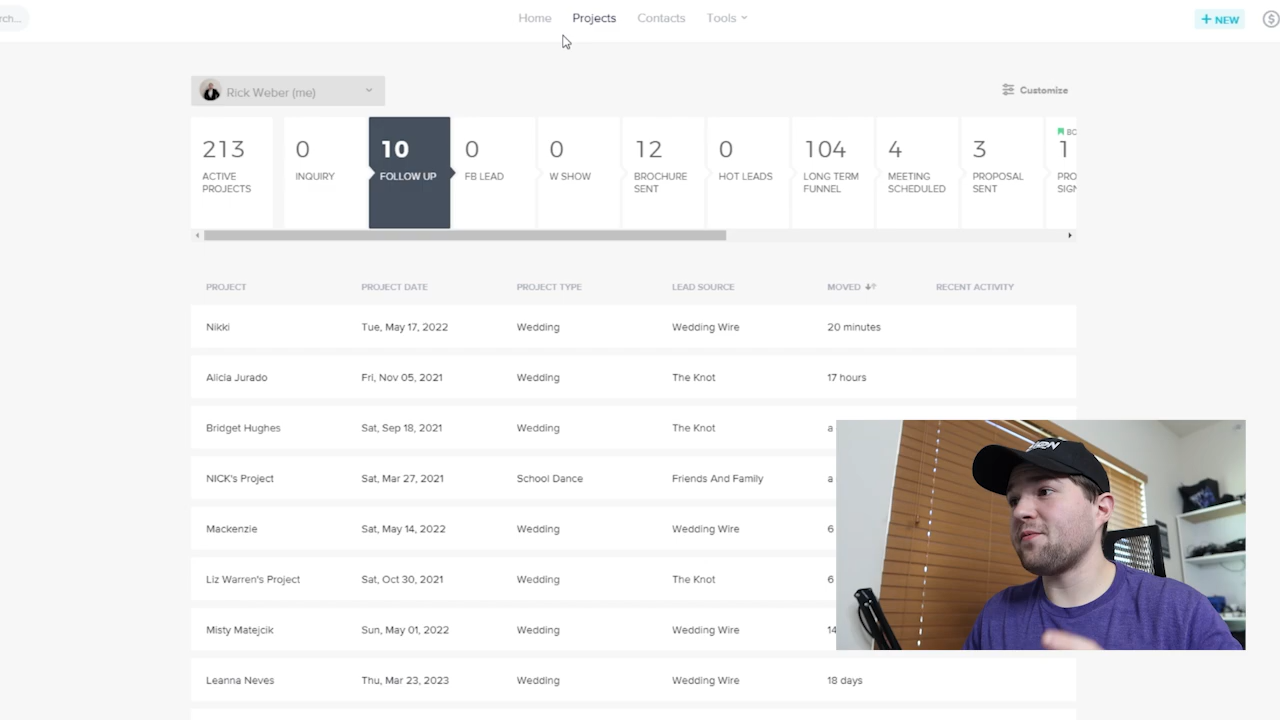 rch...
Home Projects Contacts Tools
+ NEW
$
Rick Weber (me)
Customize
213 ACTIVE PROJECTS
0 INQUIRY
10 FOLLOW UP
0 FB LEAD
0 W SHOW
12 BROCHURE SENT
0 HOT LEADS
104 LONG TERM FUNNEL
4 MEETING SCHEDULED
3 PROPOSAL SENT
BO
1 PRO SIGN
PROJECT PROJECT DATE PROJECT TYPE LEAD SOURCE MOVED RECENT ACTIVITY
Nikki Tue, May 17, 2022 Wedding Wedding Wire 20 minutes
Alicia Jurado Fri, Nov 05, 2021 Wedding The Knot 17 hours
Bridget Hughes Sat, Sep 18, 2021 Wedding The Knot a
NICK's Project Sat, Mar 27, 2021 School Dance Friends And Family a
Mackenzie Sat, May 14, 2022 Wedding Wedding Wire 6
Liz Warren's Project Sat, Oct 30, 2021 Wedding The Knot 6
Misty Matejcik Sun, May 01, 2022 Wedding Wedding Wire 14
Leanna Neves Thu, Mar 23, 2023 Wedding Wedding Wire 18 days